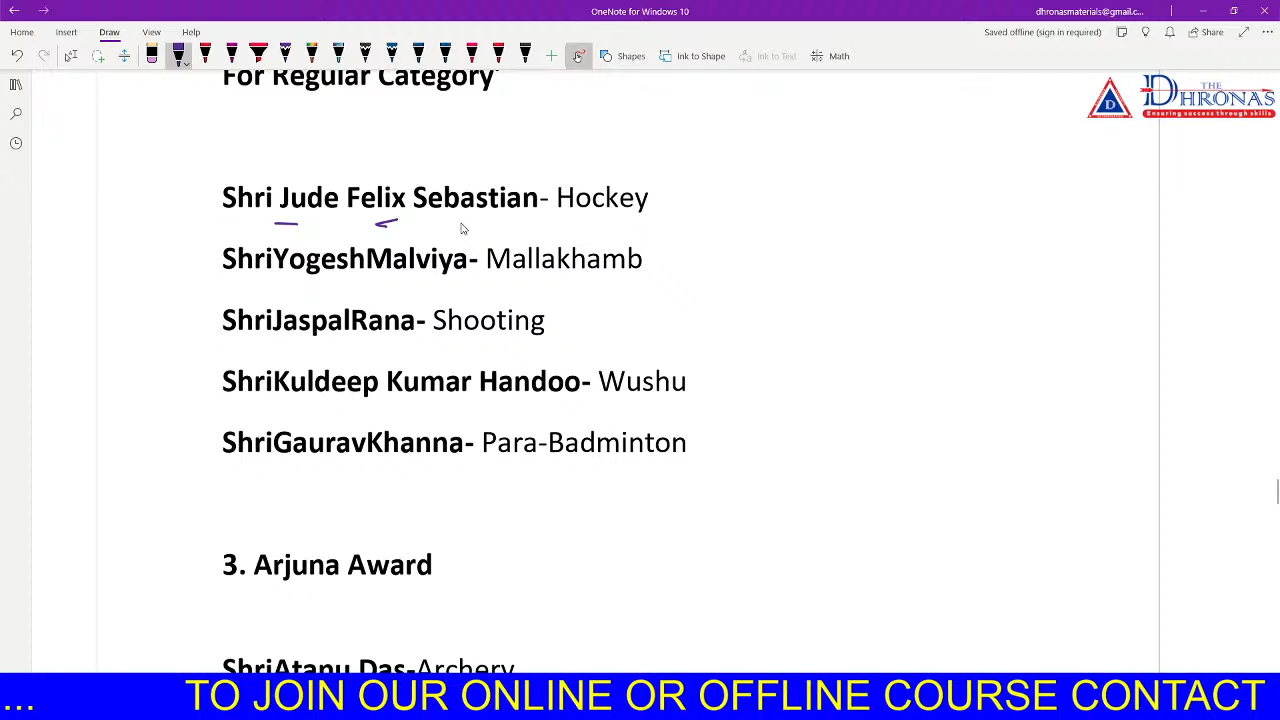 OneNote for Windows 10
dhronasmaterials@gmail.c...
Home Insert Draw View Help
Saved offline (sign in required) Share
Shapes Ink to Shape Ink to Text Math
For Regular Category'
THE
DHRONAS
Ensuring success through skills
D
Shri Jude Felix Sebastian- Hockey
ShriYogeshMalviya- Mallakhamb
ShriJaspalRana- Shooting
ShriKuldeep Kumar Handoo- Wushu
ShriGauravKhanna- Para-Badminton
3. Arjuna Award
ShriAtanu Das-Archery
... TO JOIN OUR ONLINE OR OFFLINE COURSE CONTACT